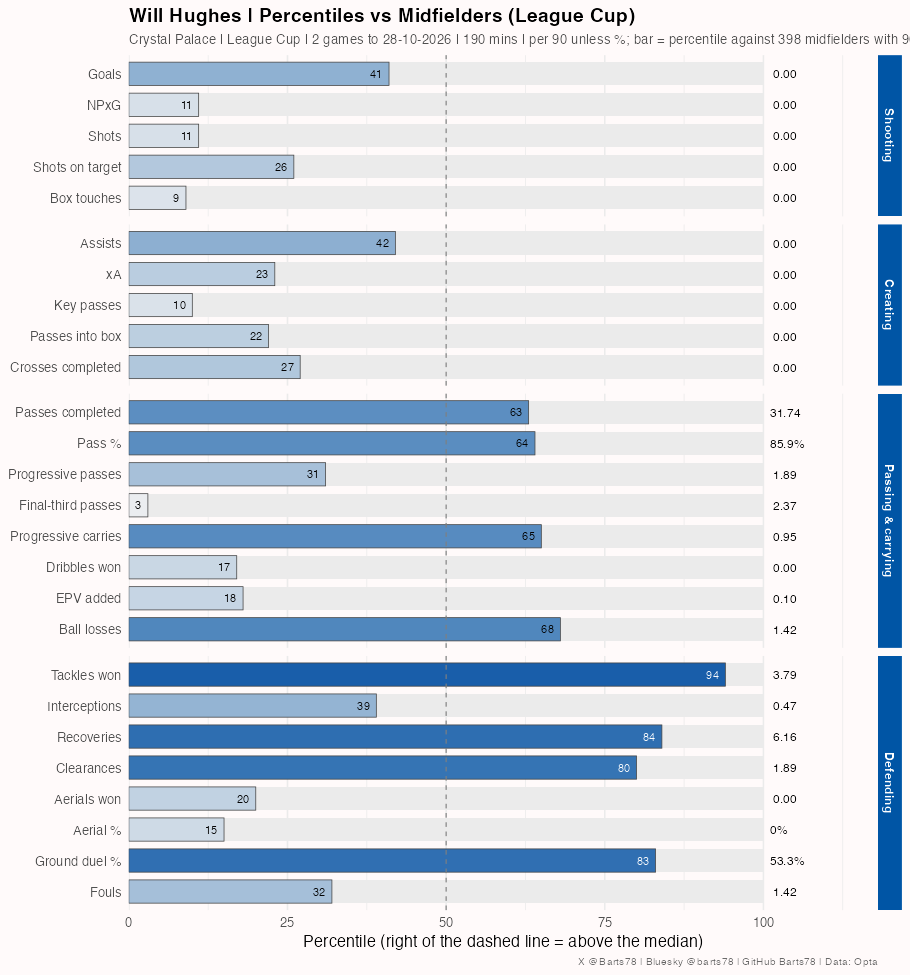 Will Hughes | Percentiles vs Midfielders (League Cup)
Crystal Palace | League Cup | 2 games to 28-10-2026 | 190 mins | per 90 unless %; bar = percentile against 398 midfielders with
Shooting
Goals 41 0.00
NPxG 11 0.00
Shots 11 0.00
Shots on target 26 0.00
Box touches 9 0.00
Creating
Assists 42 0.00
xA 23 0.00
Key passes 10 0.00
Passes into box 22 0.00
Crosses completed 27 0.00
Passing & carrying
Passes completed 63 31.74
Pass % 64 85.9%
Progressive passes 31 1.89
Final-third passes 3 2.37
Progressive carries 65 0.95
Dribbles won 17 0.00
EPV added 18 0.10
Ball losses 68 1.42
Defending
Tackles won 94 3.79
Interceptions 39 0.47
Recoveries 84 6.16
Clearances 80 1.89
Aerials won 20 0.00
Aerial % 15 0%
Ground duel % 83 53.3%
Fouls 32 1.42
0 25 50 75 100
Percentile (right of the dashed line = above the median)
X @Barts78 | Bluesky @barts78 | GitHub Barts78 | Data: Opta